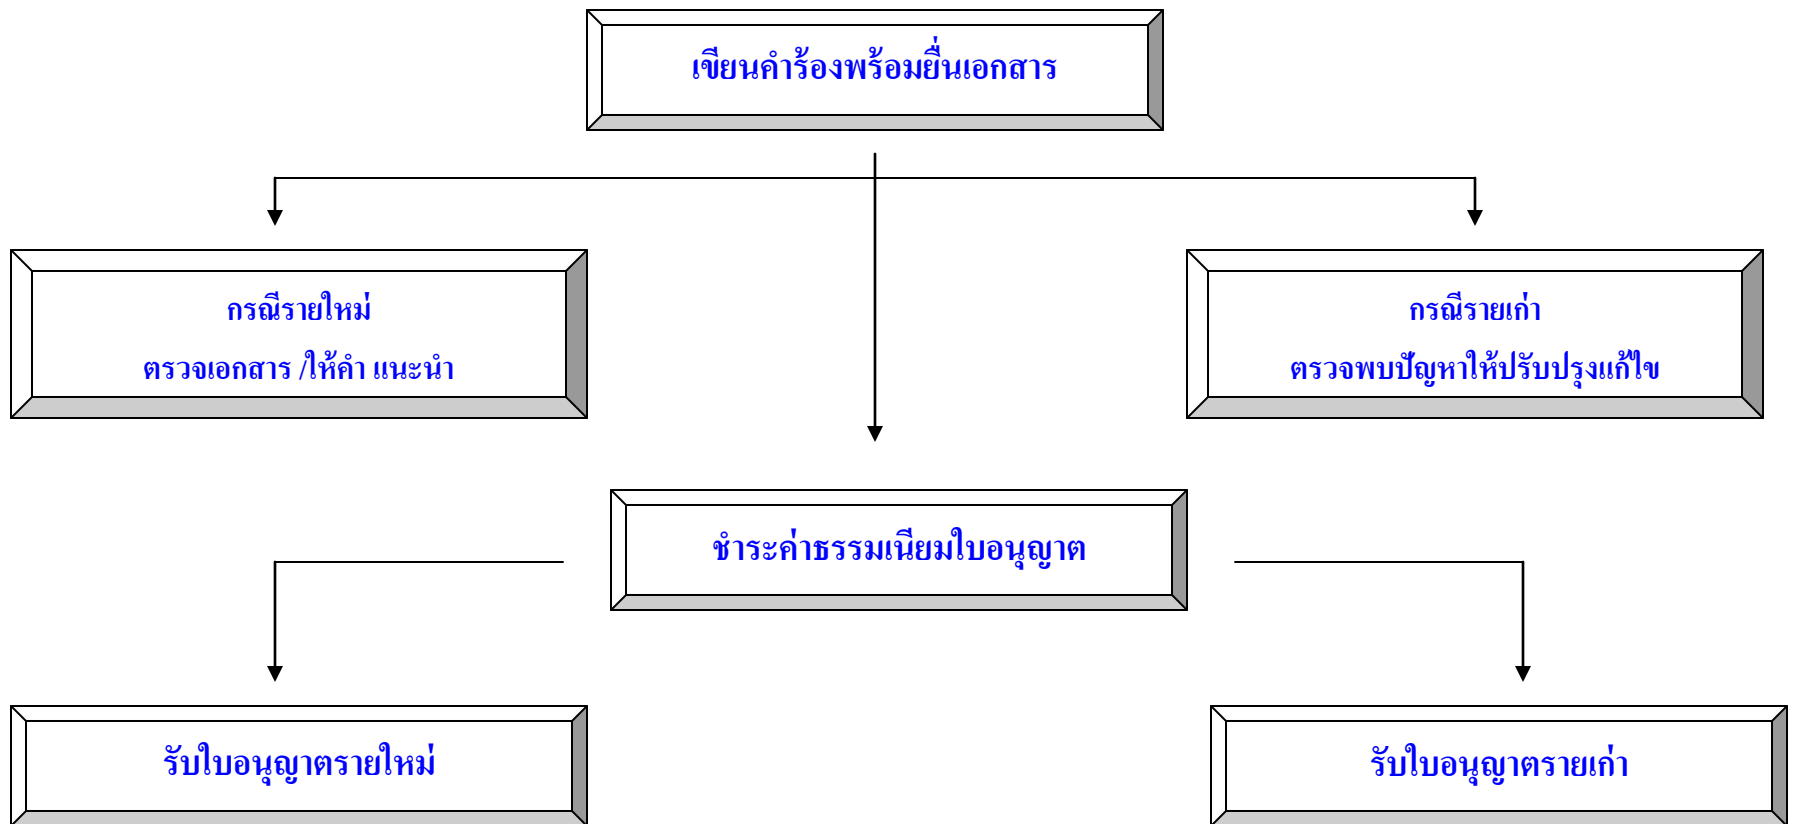 เขียนคำร้องพร้อมยื่นเอกสาร
กรณีรายใหม่
ตรวจเอกสาร /ให้คำ แนะนำ
กรณีรายเก่า
ตรวจพบปัญหาให้ปรับปรุงแก้ไข
ชำระค่าธรรมเนียมใบอนุญาต
รับใบอนุญาตรายใหม่
รับใบอนุญาตรายเก่า